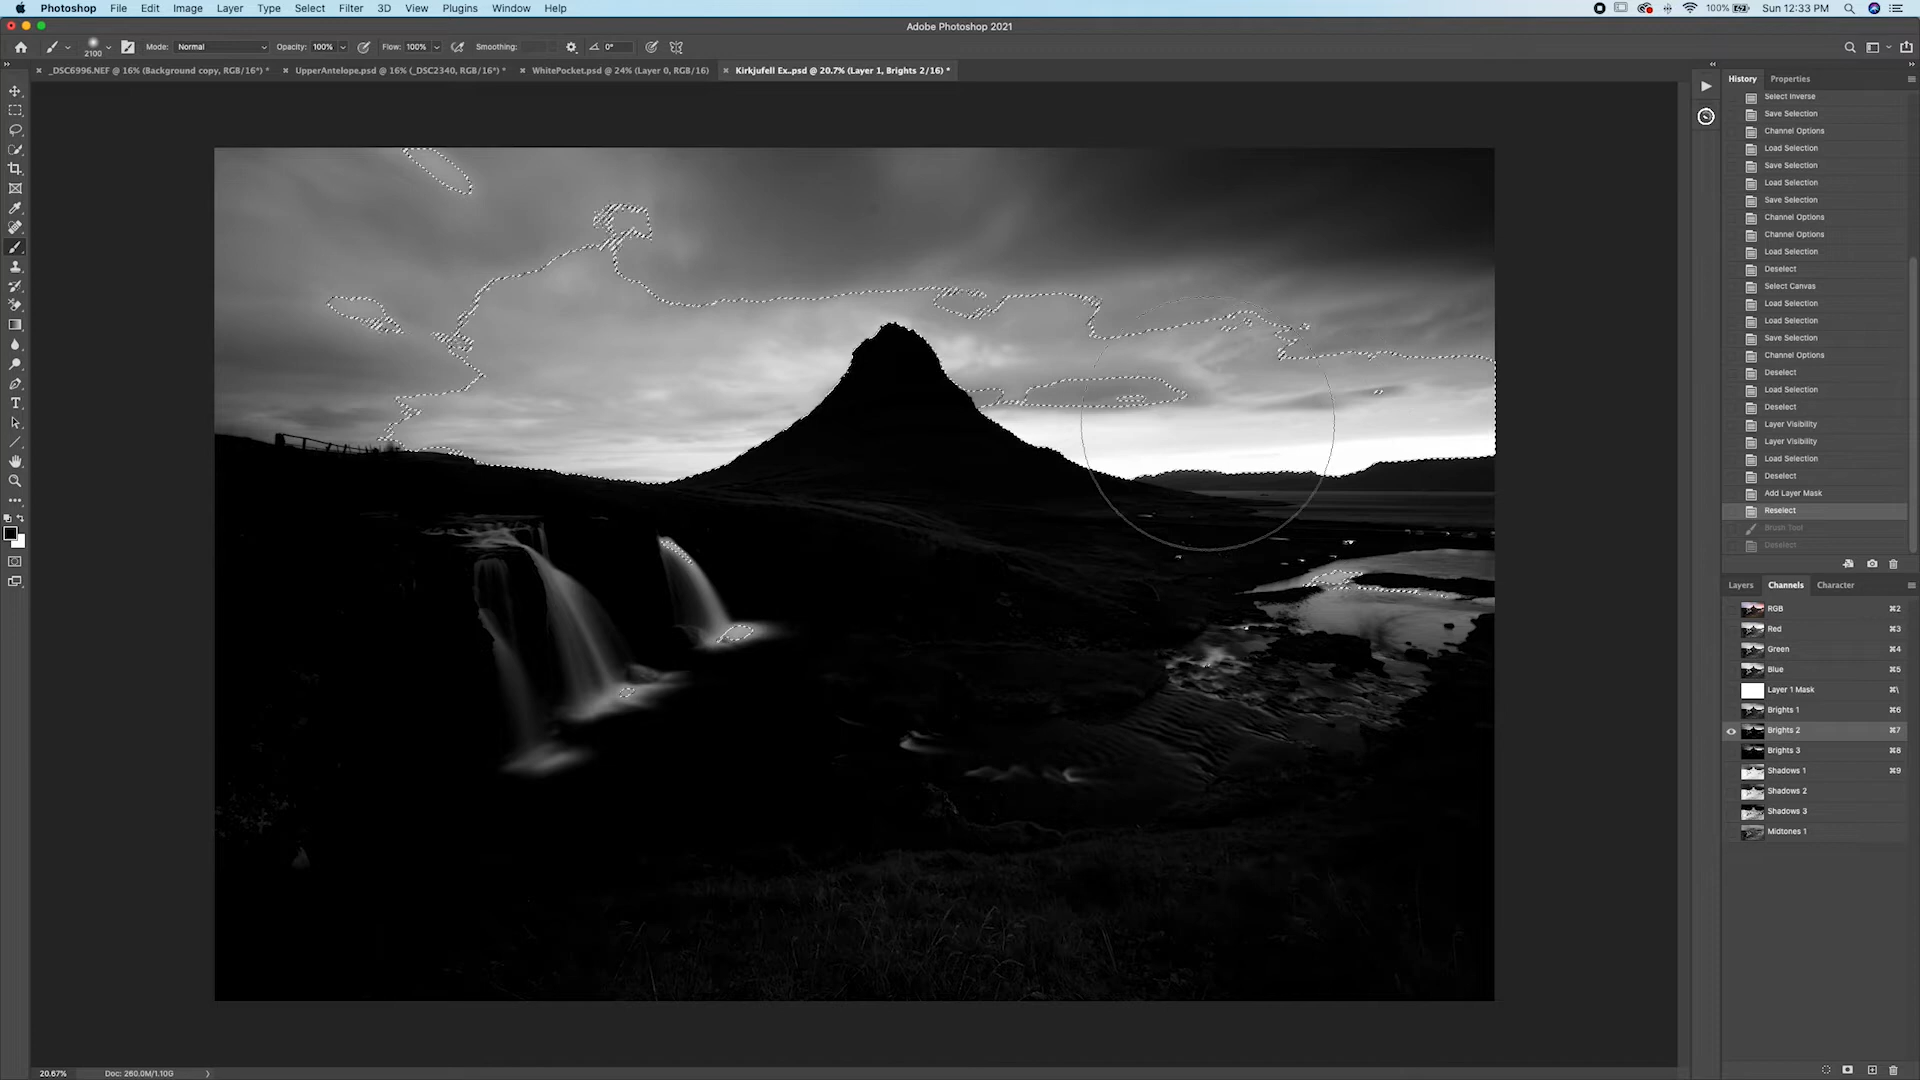 Photoshop File Edit Image Layer Type Select Filter 3D View Plugins Window Help 100% Sun 12:33 PM
Adobe Photoshop 2021
2100 Mode: Normal Opacity: 100% Flow: 100% Smoothing: 0°
_DSC6996.NEF @ 16% (Background copy, RGB/16*) * UpperAntelope.psd @ 16% (_DSC2340, RGB/16*) * WhitePocket.psd @ 24% (Layer 0, RGB/16) Kirkjufell Ex..psd @ 20.7% (Layer 1, Brights 2/16) *
History Properties
Select Inverse
Save Selection
Channel Options
Load Selection
Save Selection
Load Selection
Save Selection
Channel Options
Channel Options
Load Selection
Deselect
Select Canvas
Load Selection
Load Selection
Save Selection
Channel Options
Deselect
Load Selection
Deselect
Layer Visibility
Layer Visibility
Load Selection
Deselect
Add Layer Mask
Reselect
Brush Tool
Deselect
Layers Channels Character
RGB ⌘2
Red ⌘3
Green ⌘4
Blue ⌘5
Layer 1 Mask ⌘\
Brights 1 ⌘6
Brights 2 ⌘7
Brights 3 ⌘8
Shadows 1 ⌘9
Shadows 2
Shadows 3
Midtones 1
20.67% Doc: 260.0M/1.10G